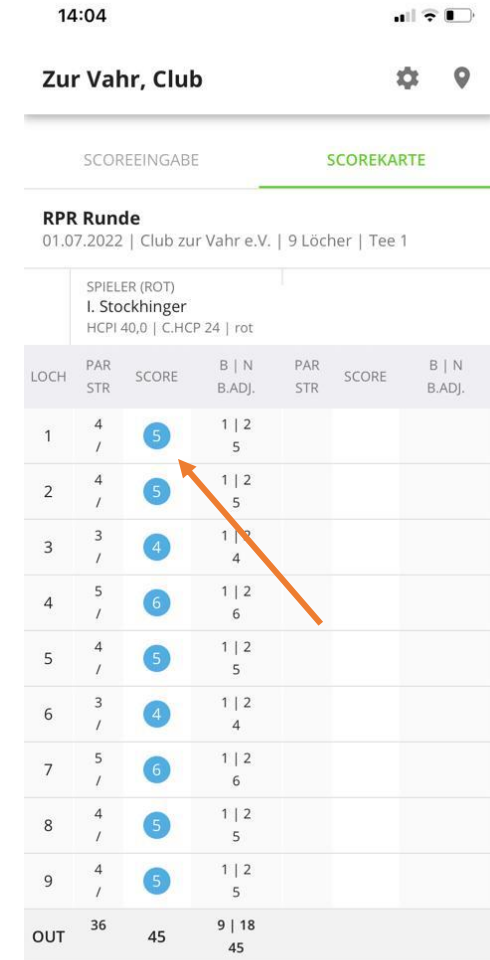 14:04
Zur Vahr, Club
SCOREEINGABE SCOREKARTE
RPR Runde
01.07.2022 | Club zur Vahr e.V. | 9 Löcher | Tee 1
SPIELER (ROT)
I. Stockhinger
HCPI 40,0 | C.HCP 24 | rot
LOCH PAR STR SCORE B | N B.ADJ. PAR STR SCORE B | N B.ADJ.
1 4 / 5 1 | 2 5
2 4 / 5 1 | 2 5
3 3 / 4 1 | 2 4
4 5 / 6 1 | 2 6
5 4 / 5 1 | 2 5
6 3 / 4 1 | 2 4
7 5 / 6 1 | 2 6
8 4 / 5 1 | 2 5
9 4 / 5 1 | 2 5
OUT 36 45 9 | 18 45